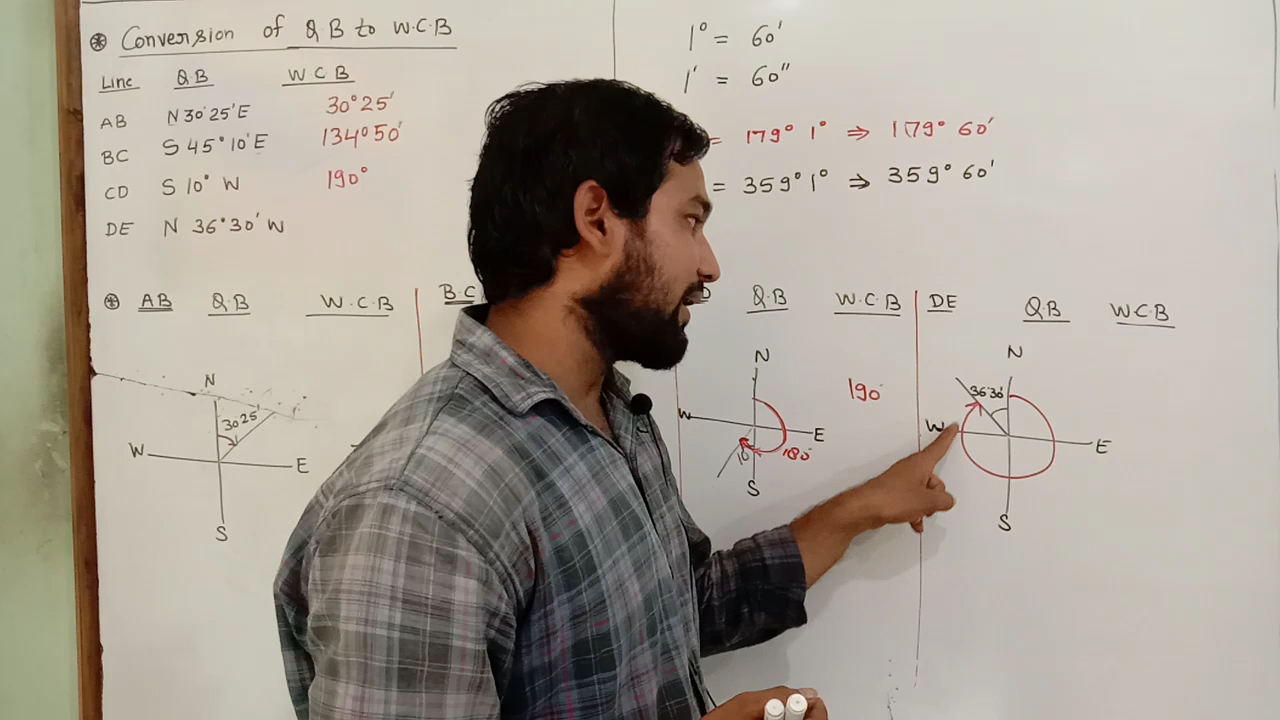 ⊛ Conversion of Q B to W.C.B
Line Q.B W C B
AB N 30°25'E 30°25'
BC S 45°10'E 134°50'
CD S 10° W 190°
DE N 36°30' W
1° = 60'
1' = 60"
= 179° 1° ⇒ 179° 60'
= 359° 1° ⇒ 359° 60'
⊛ AB Q.B W.C.B
N
30 25'
W E
S
B.C
D Q.B W.C.B
N
190°
W E
10 180°
S
DE Q.B W.C.B
N
36°30'
W E
S